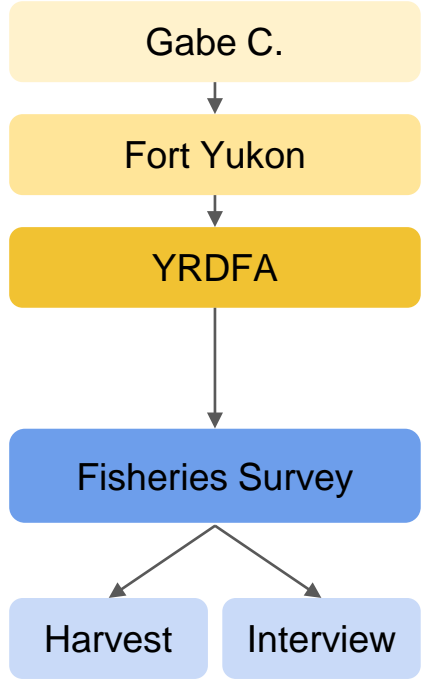 Gabe C.
Fort Yukon
YRDFA
Fisheries Survey
Harvest
Interview